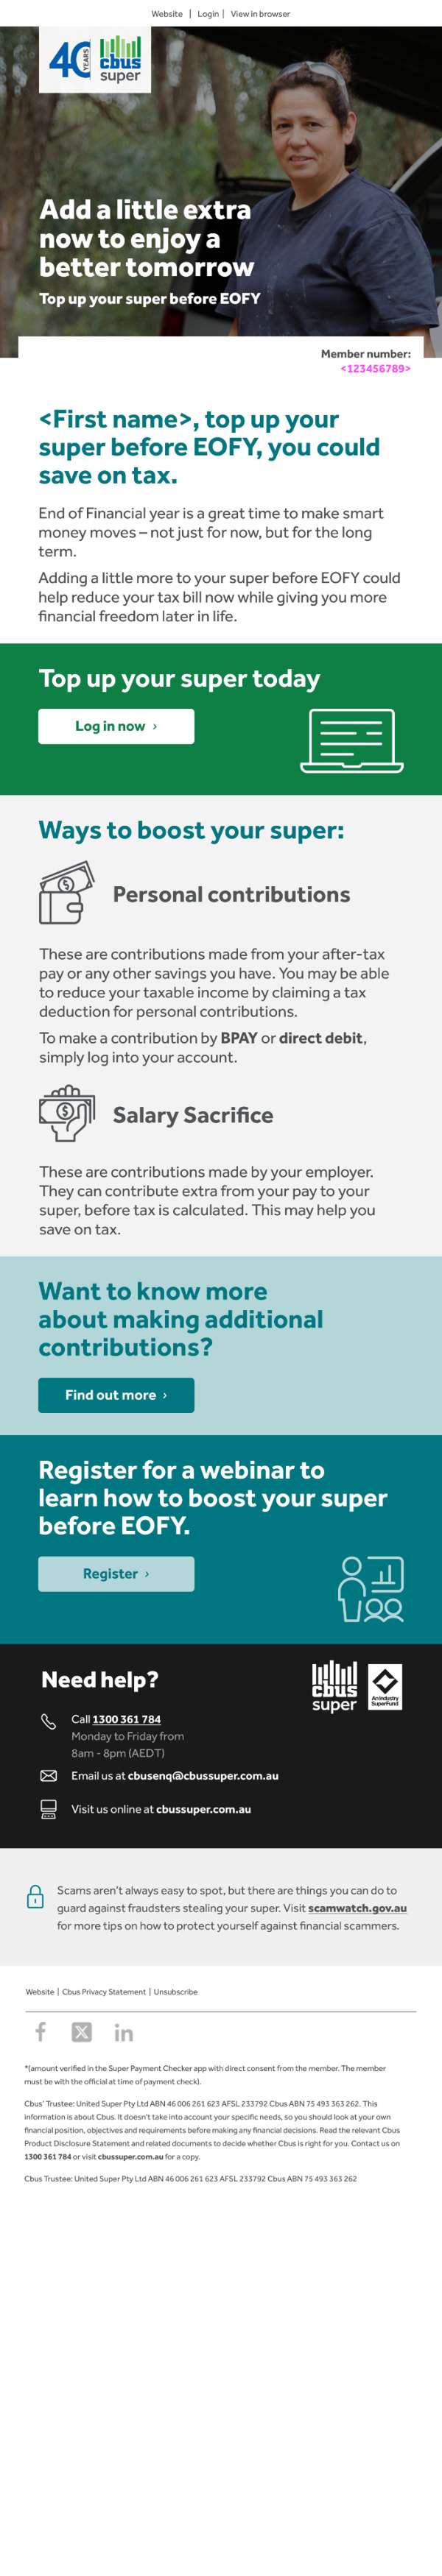 Website | Login | View in browser
40 YEARS cbus super
Add a little extra
now to enjoy a
better tomorrow
Top up your super before EOFY
Member number:
<123456789>
<First name>, top up your
super before EOFY, you could
save on tax.
End of Financial year is a great time to make smart
money moves – not just for now, but for the long
term.
Adding a little more to your super before EOFY could
help reduce your tax bill now while giving you more
financial freedom later in life.
Top up your super today
Log in now ›
Ways to boost your super:
Personal contributions
These are contributions made from your after-tax
pay or any other savings you have. You may be able
to reduce your taxable income by claiming a tax
deduction for personal contributions.
To make a contribution by BPAY or direct debit,
simply log into your account.
Salary Sacrifice
These are contributions made by your employer.
They can contribute extra from your pay to your
super, before tax is calculated. This may help you
save on tax.
Want to know more
about making additional
contributions?
Find out more ›
Register for a webinar to
learn how to boost your super
before EOFY.
Register ›
Need help?
cbus super
An Industry
SuperFund
Call 1300 361 784
Monday to Friday from
8am - 8pm (AEDT)
Email us at cbusenq@cbussuper.com.au
Visit us online at cbussuper.com.au
Scams aren't always easy to spot, but there are things you can do to
guard against fraudsters stealing your super. Visit scamwatch.gov.au
for more tips on how to protect yourself against financial scammers.
Website | Cbus Privacy Statement | Unsubscribe
*(amount verified in the Super Payment Checker app with direct consent from the member. The member
must be with the official at time of payment check).
Cbus' Trustee: United Super Pty Ltd ABN 46 006 261 623 AFSL 233792 Cbus ABN 75 493 363 262. This
information is about Cbus. It doesn't take into account your specific needs, so you should look at your own
financial position, objectives and requirements before making any financial decisions. Read the relevant Cbus
Product Disclosure Statement and related documents to decide whether Cbus is right for you. Contact us on
1300 361 784 or visit cbussuper.com.au for a copy.
Cbus Trustee: United Super Pty Ltd ABN 46 006 261 623 AFSL 233792 Cbus ABN 75 493 363 262